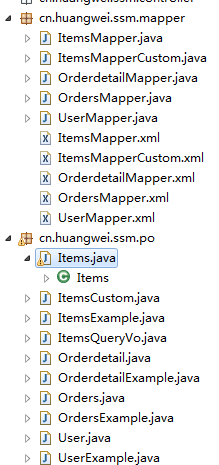 cn.huangwei.ssm.mapper
ItemsMapper.java
ItemsMapperCustom.java
OrderdetailMapper.java
OrdersMapper.java
UserMapper.java
ItemsMapper.xml
ItemsMapperCustom.xml
OrderdetailMapper.xml
OrdersMapper.xml
UserMapper.xml
cn.huangwei.ssm.po
Items.java
Items
ItemsCustom.java
ItemsExample.java
ItemsQueryVo.java
Orderdetail.java
OrderdetailExample.java
Orders.java
OrdersExample.java
User.java
UserExample.java